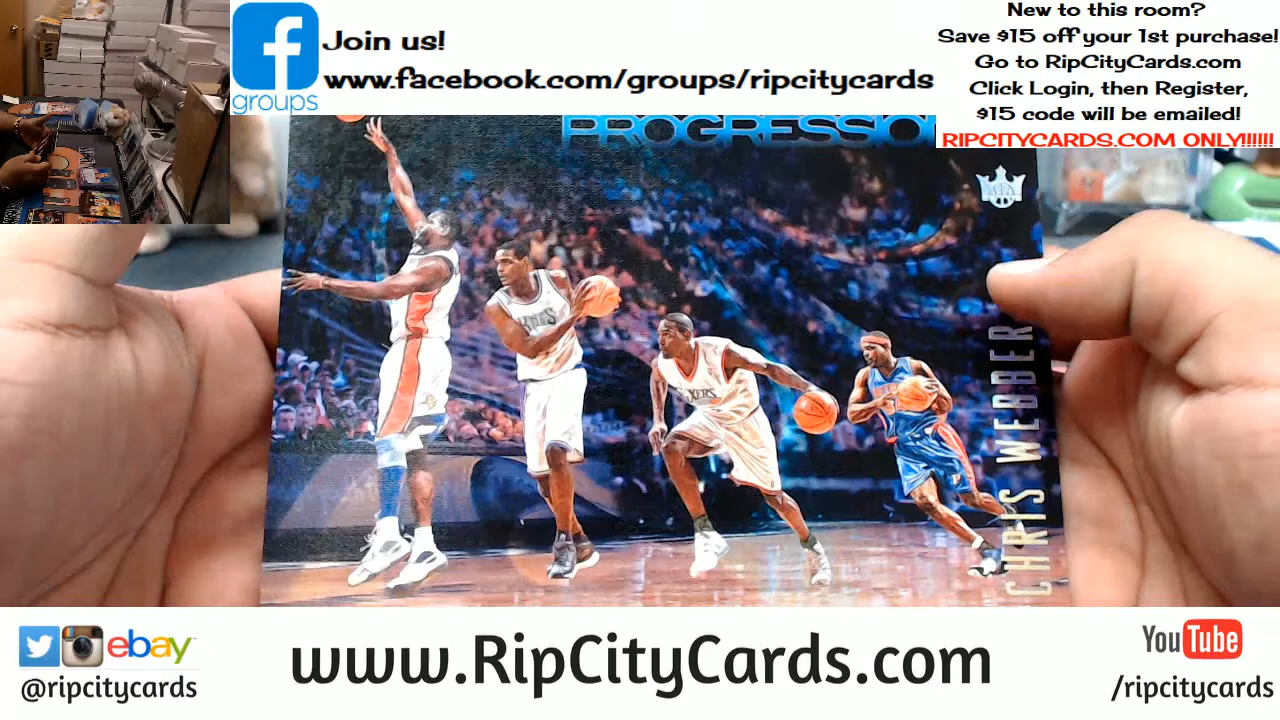 Join us!
www.facebook.com/groups/ripcitycards
groups
New to this room?
Save $15 off your 1st purchase!
Go to RipCityCards.com
Click Login, then Register,
$15 code will be emailed!
RIPCITYCARDS.COM ONLY!!!!!!
PROGRESSIO
KINGS
CHRIS WEBBER
ebay
@ripcitycards
www.RipCityCards.com
YouTube
/ripcitycards